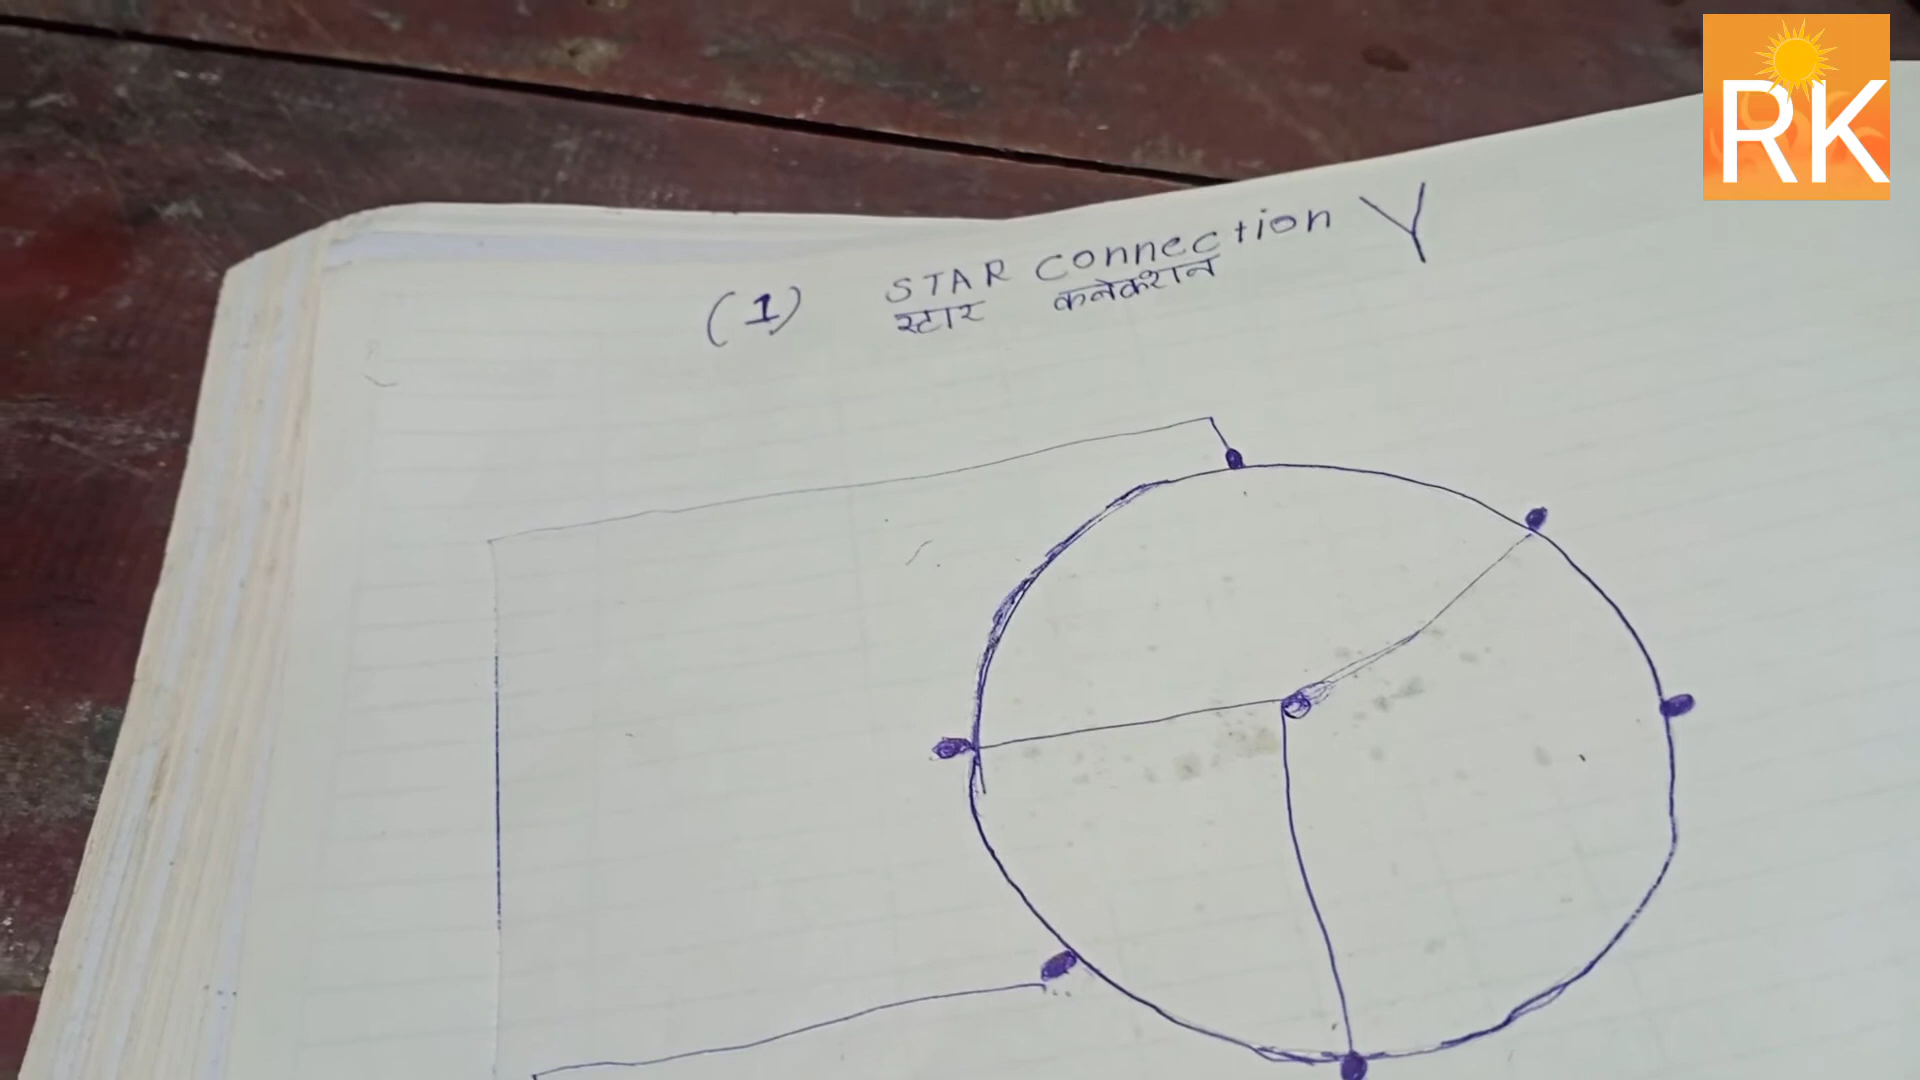 (1) STAR Connection Y
स्टार कनेक्शन
RK